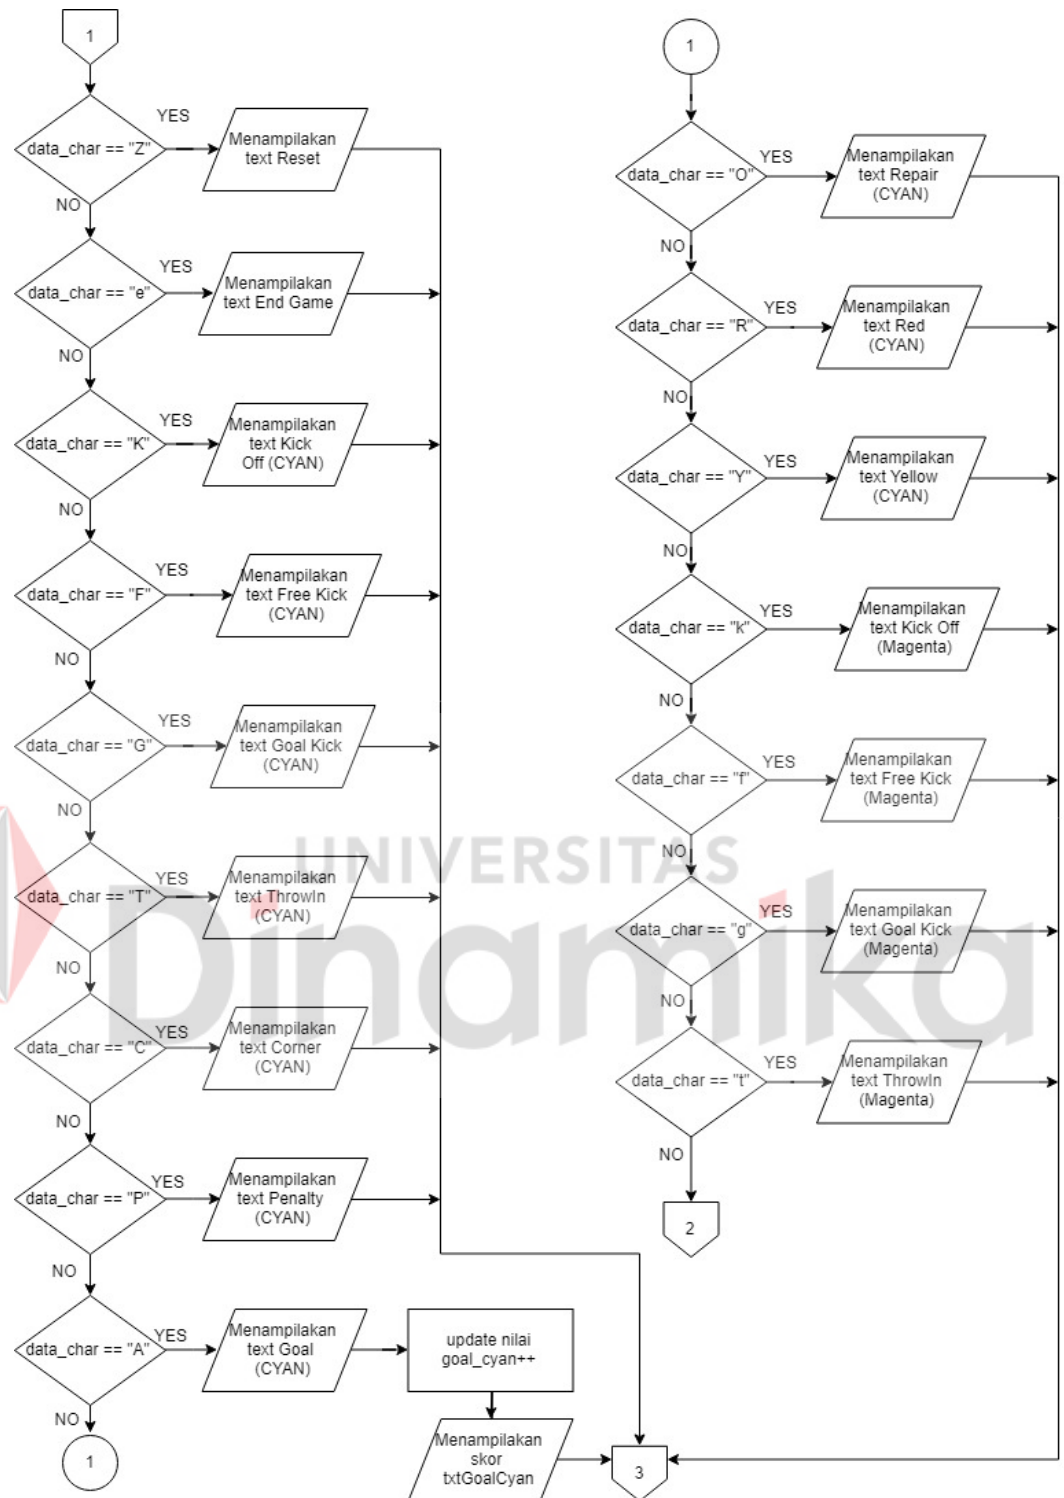 1
data_char == "Z"
YES
Menampilakan
text Reset
NO
data_char == "e"
YES
Menampilakan
text End Game
NO
data_char == "K"
YES
Menampilakan
text Kick
Off (CYAN)
NO
data_char == "F"
YES
Menampilakan
text Free Kick
(CYAN)
NO
data_char == "G"
YES
Menampilakan
text Goal Kick
(CYAN)
NO
data_char == "T"
YES
Menampilakan
text ThrowIn
(CYAN)
NO
data_char == "C"
YES
Menampilakan
text Corner
(CYAN)
NO
data_char == "P"
YES
Menampilakan
text Penalty
(CYAN)
NO
data_char == "A"
YES
Menampilakan
text Goal
(CYAN)
update nilai
goal_cyan++
Menampilakan
skor
txtGoalCyan
NO
1
3
1
data_char == "O"
YES
Menampilakan
text Repair
(CYAN)
NO
data_char == "R"
YES
Menampilakan
text Red
(CYAN)
NO
data_char == "Y"
YES
Menampilakan
text Yellow
(CYAN)
NO
data_char == "k"
YES
Menampilakan
text Kick Off
(Magenta)
NO
data_char == "f"
YES
Menampilakan
text Free Kick
(Magenta)
NO
data_char == "g"
YES
Menampilakan
text Goal Kick
(Magenta)
NO
data_char == "t"
YES
Menampilakan
text ThrowIn
(Magenta)
NO
2
UNIVERSITAS
Dinamika